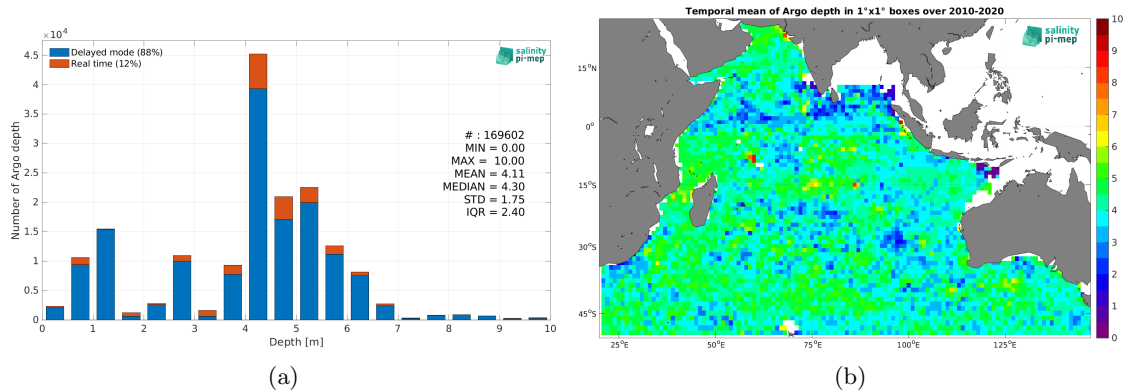 ×10⁴
Delayed mode (88%)
Real time (12%)
salinity
pi-mep
# : 169602
MIN = 0.00
MAX = 10.00
MEAN = 4.11
MEDIAN = 4.30
STD = 1.75
IQR = 2.40
Number of Argo depth
4.5
4
3.5
3
2.5
2
1.5
1
0.5
0
0 1 2 3 4 5 6 7 8 9 10
Depth [m]
(a)
Temporal mean of Argo depth in 1°x1° boxes over 2010-2020
salinity
pi-mep
15°N
0°
15°S
30°S
45°S
25°E 50°E 75°E 100°E 125°E
10
9
8
7
6
5
4
3
2
1
0
(b)